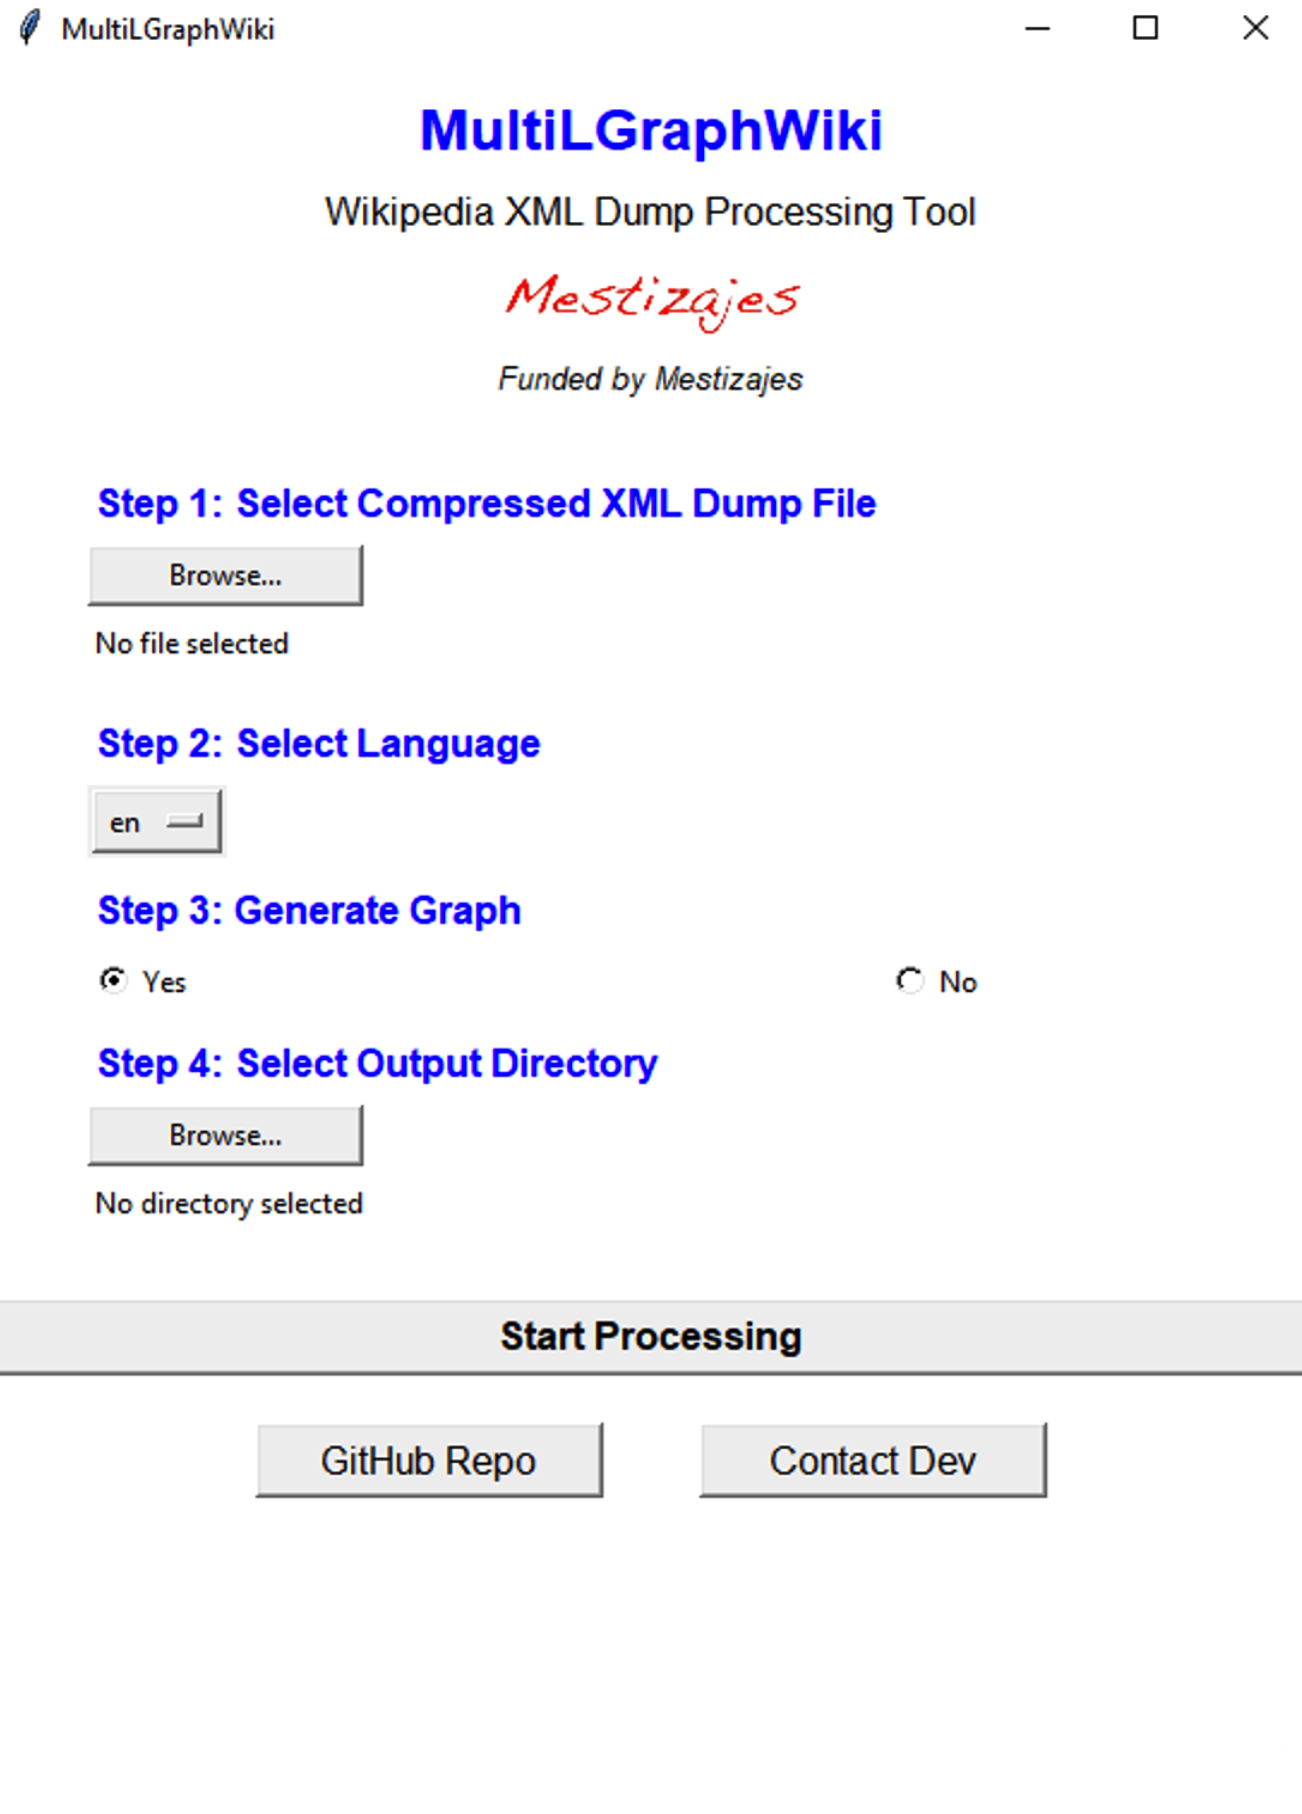 MultiLGraphWiki
MultiLGraphWiki
Wikipedia XML Dump Processing Tool
Mestizajes
Funded by Mestizajes
Step 1: Select Compressed XML Dump File
Browse...
No file selected
Step 2: Select Language
en
Step 3: Generate Graph
Yes No
Step 4: Select Output Directory
Browse...
No directory selected
Start Processing
GitHub Repo Contact Dev